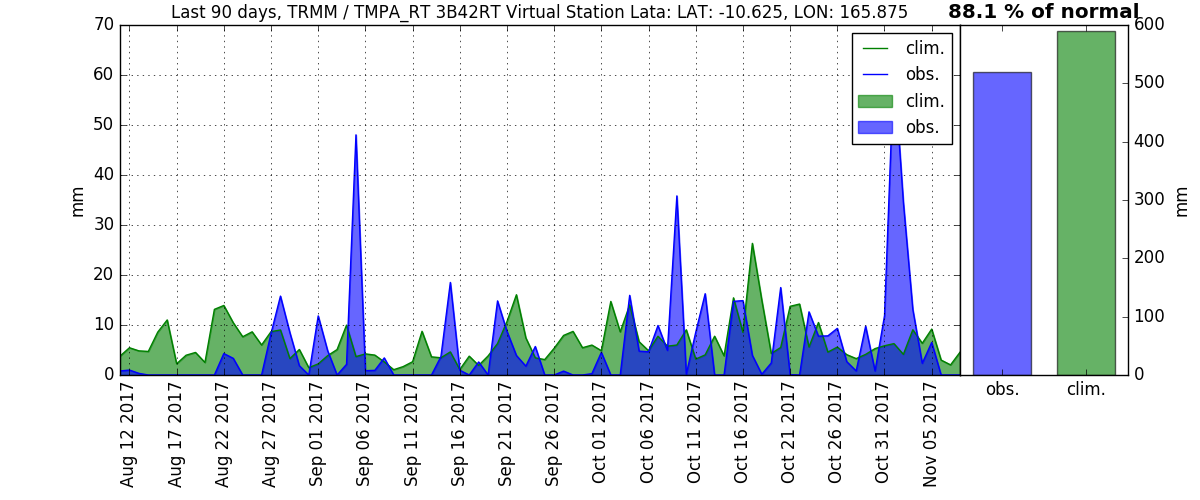 Last 90 days, TRMM / TMPA_RT 3B42RT Virtual Station Lata: LAT: -10.625, LON: 165.875
88.1 % of normal
70
60
50
40
30
20
10
0
mm
clim.
obs.
clim.
obs.
600
500
400
300
200
100
0
mm
obs.
clim.
Aug 12 2017
Aug 17 2017
Aug 22 2017
Aug 27 2017
Sep 01 2017
Sep 06 2017
Sep 11 2017
Sep 16 2017
Sep 21 2017
Sep 26 2017
Oct 01 2017
Oct 06 2017
Oct 11 2017
Oct 16 2017
Oct 21 2017
Oct 26 2017
Oct 31 2017
Nov 05 2017